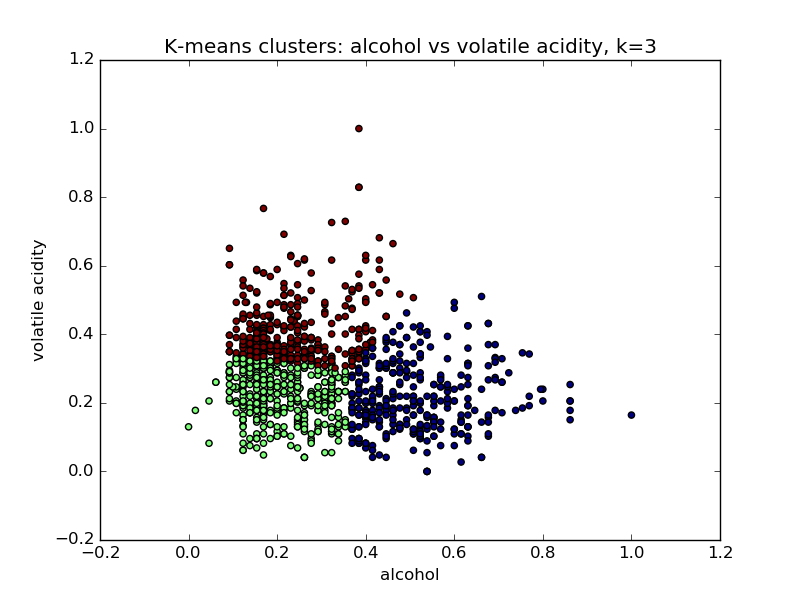 K-means clusters: alcohol vs volatile acidity, k=3
1.2
1.0
0.8
0.6
0.4
0.2
0.0
−0.2
volatile acidity
−0.2 0.0 0.2 0.4 0.6 0.8 1.0 1.2
alcohol